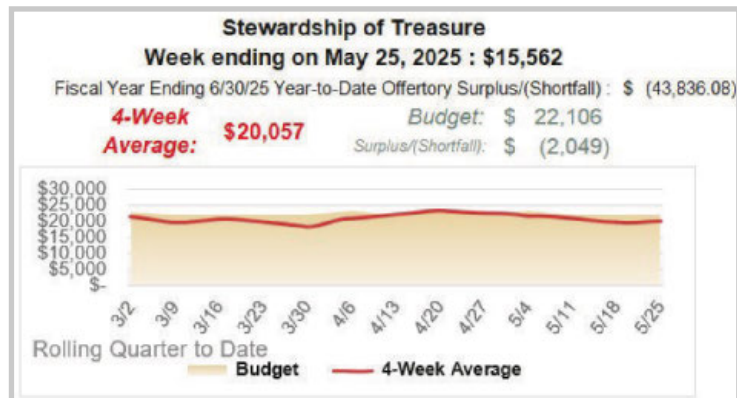 Stewardship of Treasure
Week ending on May 25, 2025 : $15,562
Fiscal Year Ending 6/30/25 Year-to-Date Offertory Surplus/(Shortfall) : $ (43,836.08)
4-Week Average: $20,057
Budget: $ 22,106
Surplus/(Shortfall): $ (2,049)
$30,000
$25,000
$20,000
$15,000
$10,000
$5,000
$-
3/2 3/9 3/16 3/23 3/30 4/6 4/13 4/20 4/27 5/4 5/11 5/18 5/25
Rolling Quarter to Date
Budget 4-Week Average